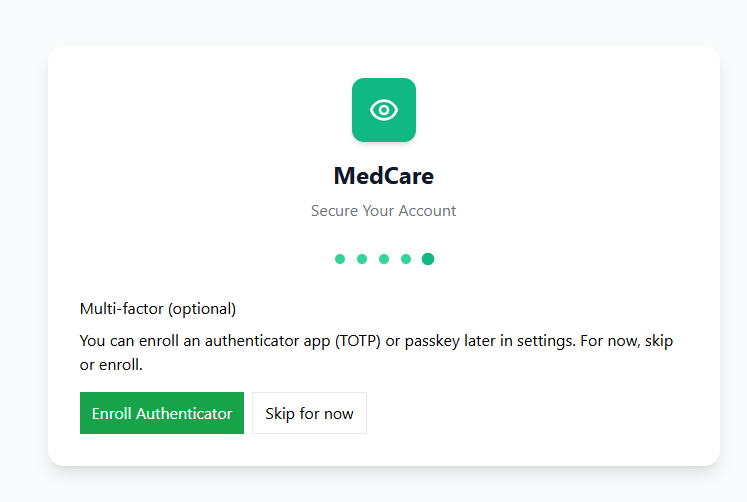 MedCare
Secure Your Account
Multi-factor (optional)
You can enroll an authenticator app (TOTP) or passkey later in settings. For now, skip
or enroll.
Enroll Authenticator
Skip for now